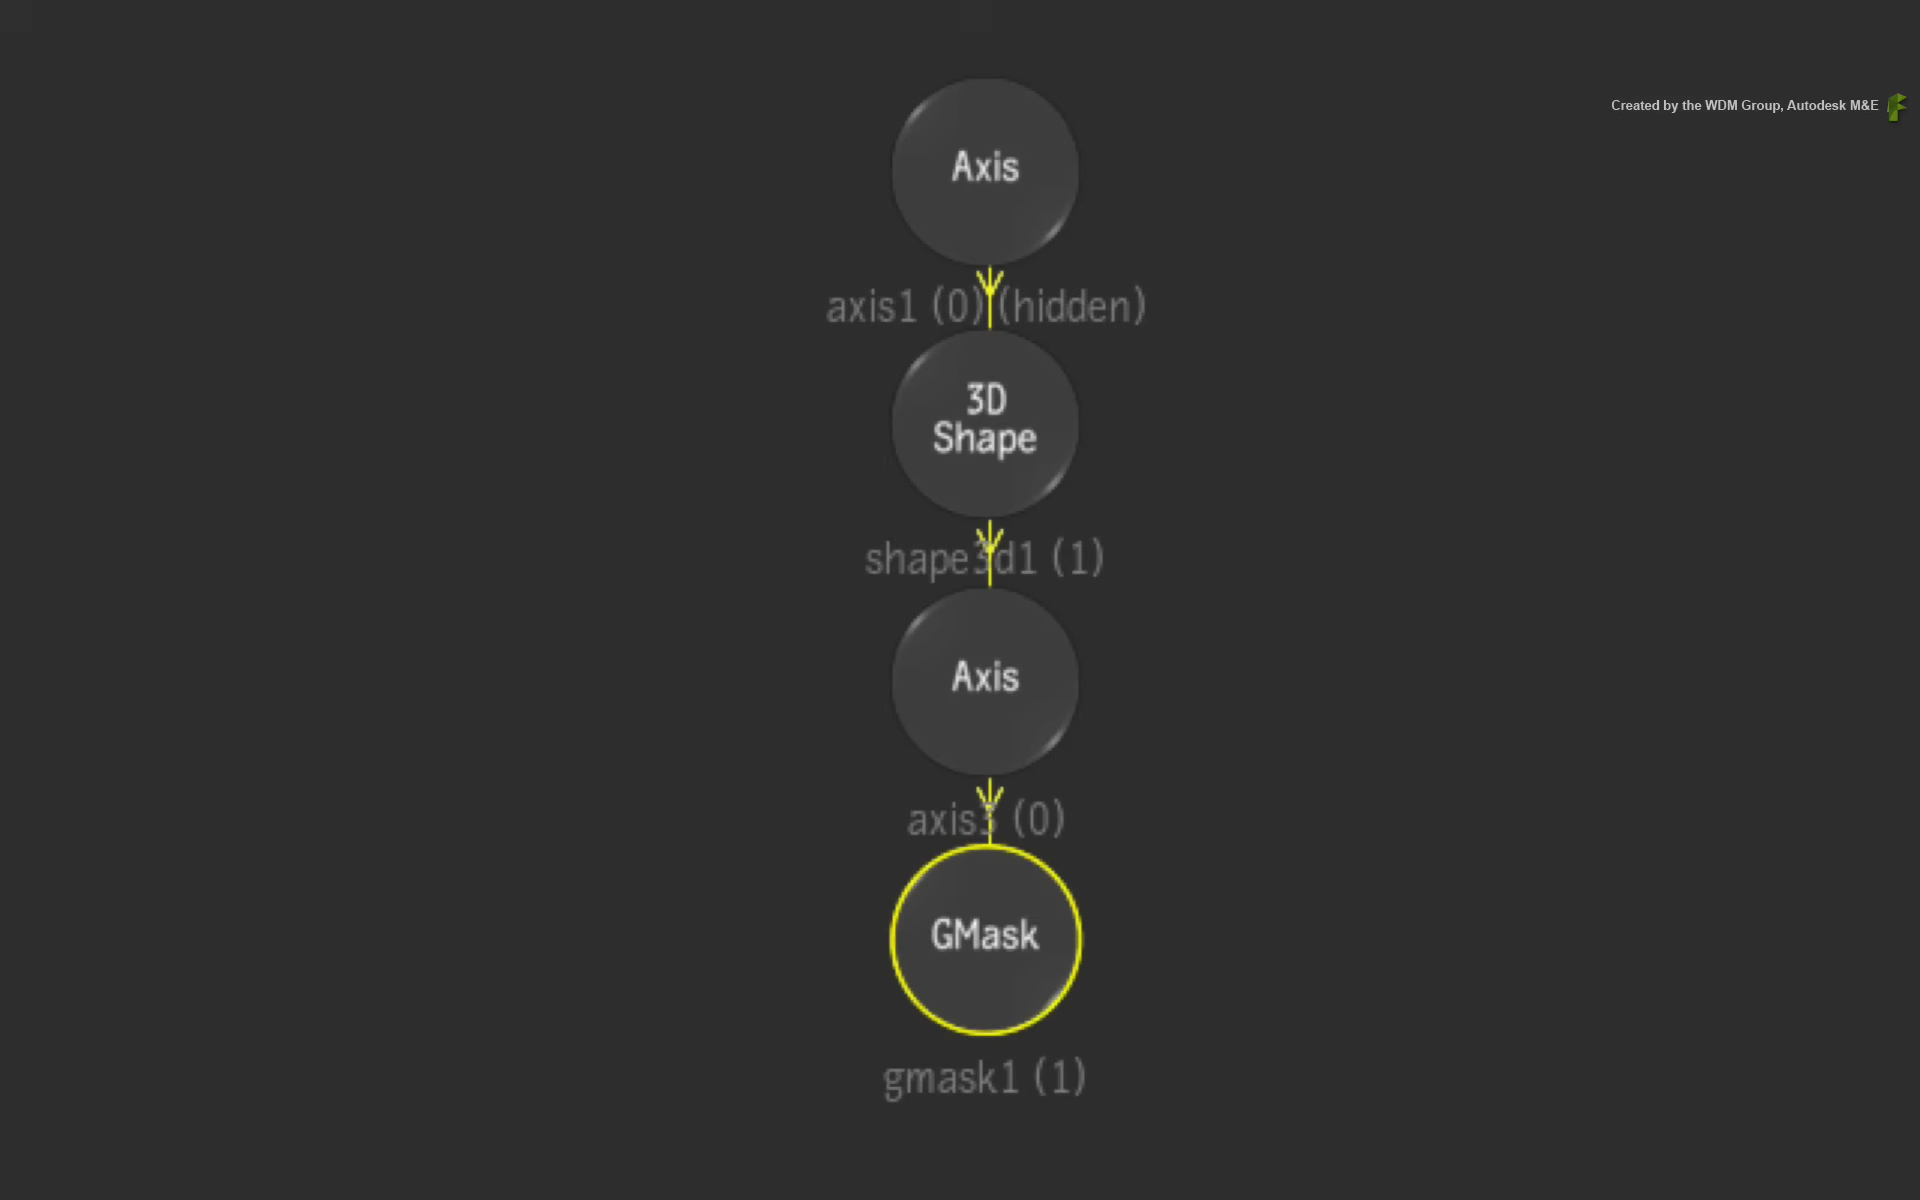 Created by the WDM Group, Autodesk M&E
Axis
axis1 (0) (hidden)
3D
Shape
shape3d1 (1)
Axis
axis3 (0)
GMask
gmask1 (1)